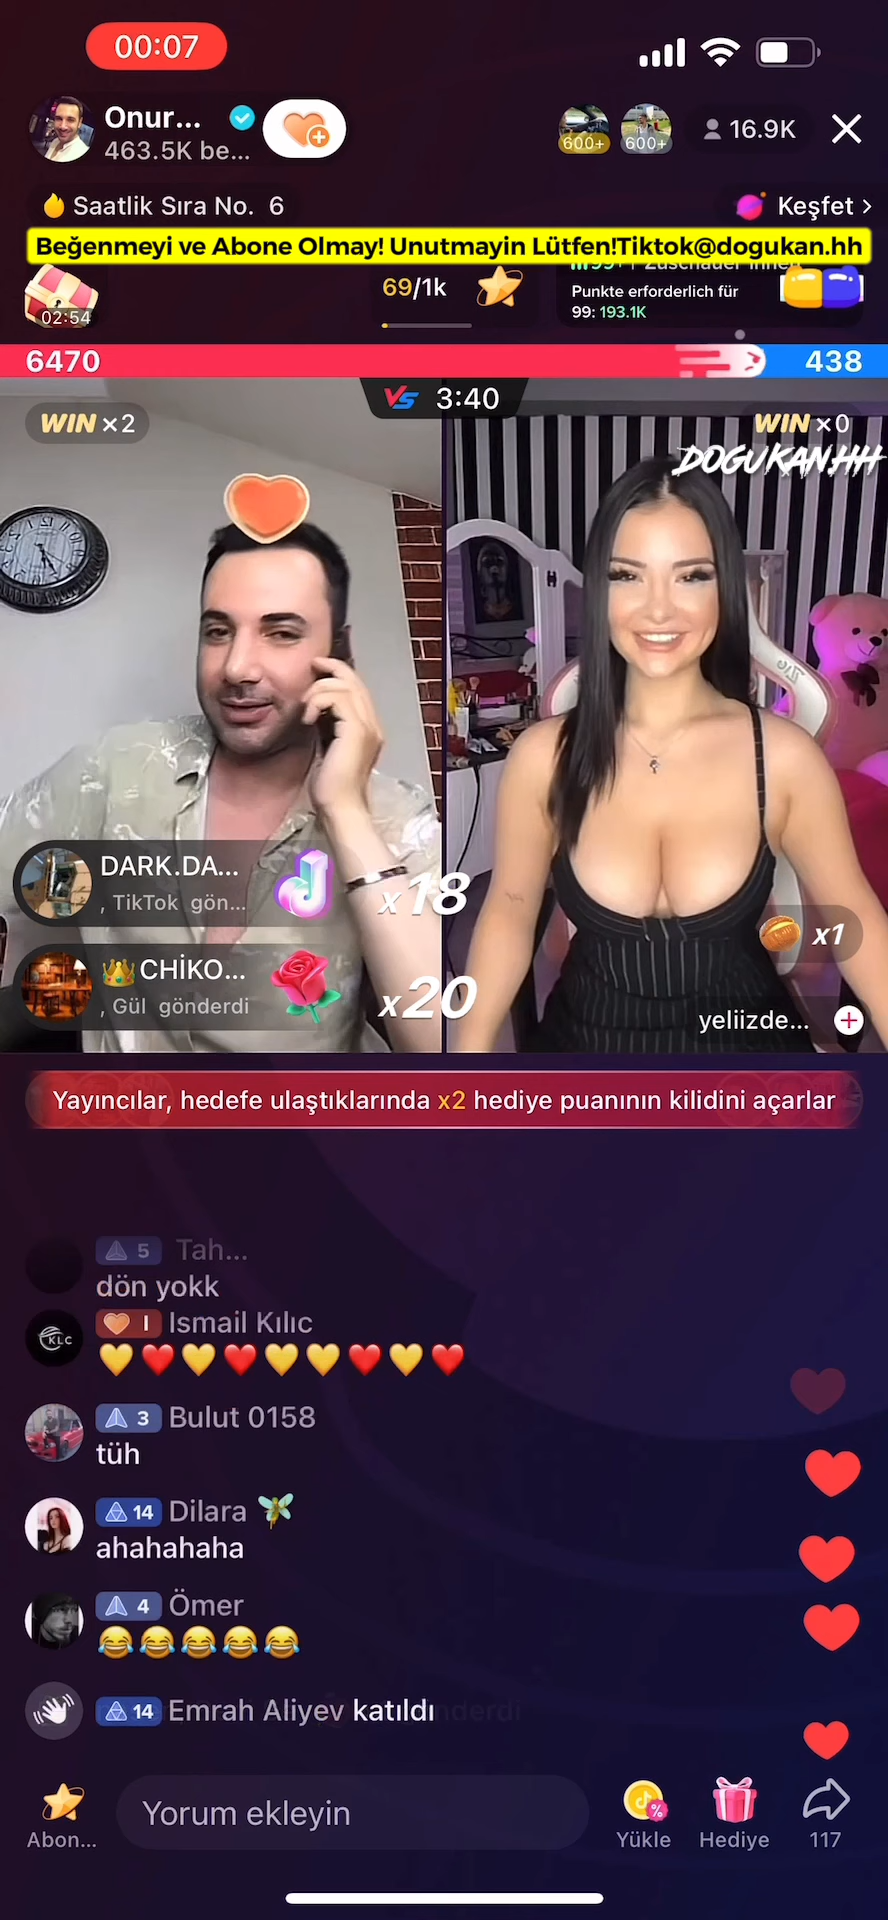 00:07
Onur...
463.5K be...
600+
600+
16.9K
Saatlik Sıra No. 6
Keşfet
Beğenmeyi ve Abone Olmay! Unutmayin Lütfen!Tiktok@dogukan.hh
02:54
69/1k
Punkte erforderlich für
99: 193.1K
6470
438
VS 3:40
WIN x2
WIN x0
DOGUKAN.HH
DARK.DA...
, TikTok gön...
x18
CHİKO...
, Gül gönderdi
x20
x1
yeliizde...
Yayıncılar, hedefe ulaştıklarında x2 hediye puanının kilidini açarlar
5 Tah...
dön yokk
KLC
I Ismail Kılıc
3 Bulut 0158
tüh
14 Dilara
ahahahaha
4 Ömer
14 Emrah Aliyev katıldı
Abon...
Yorum ekleyin
Yükle
Hediye
117